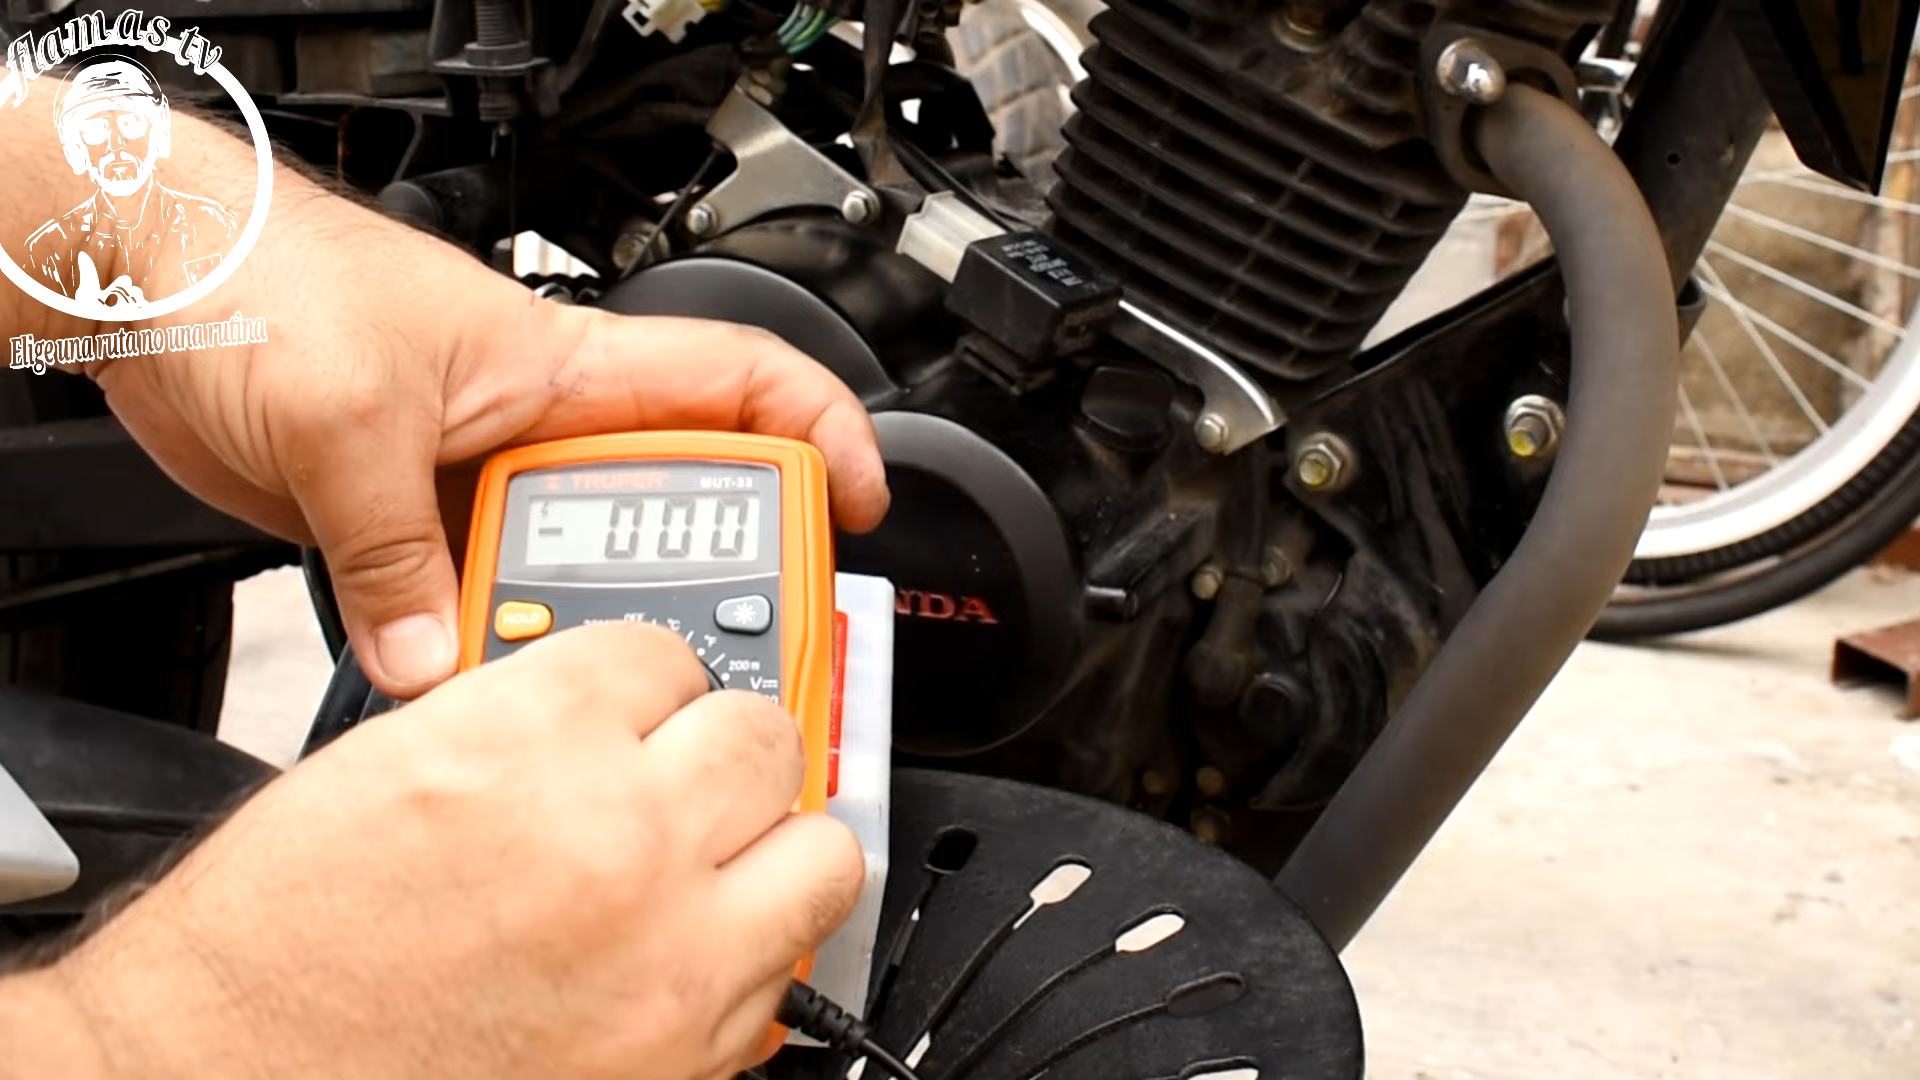 flamas tv
Elige una ruta no una rutina
TRUPER MUT-33
- 000
HOLD
OFF
°C
°F
200m
V
NDA